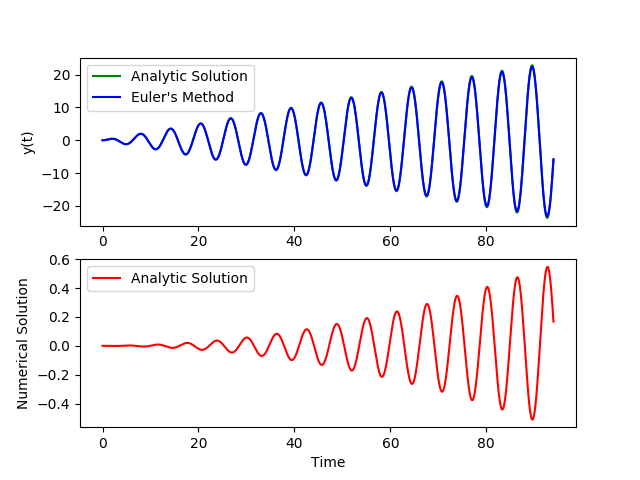 Analytic Solution
Euler's Method
20
10
0
−10
−20
y(t)
0 20 40 60 80
Analytic Solution
0.6
0.4
0.2
0.0
−0.2
−0.4
Numerical Solution
0 20 40 60 80
Time